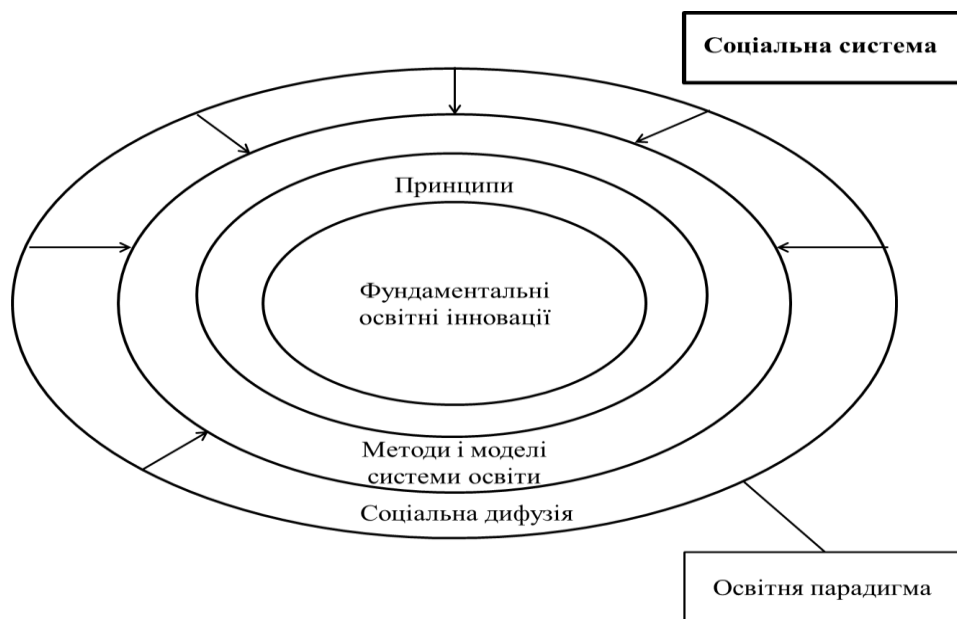 Соціальна система
Принципи
Фундаментальні
освітні інновації
Методи і моделі
системи освіти
Соціальна дифузія
Освітня парадигма